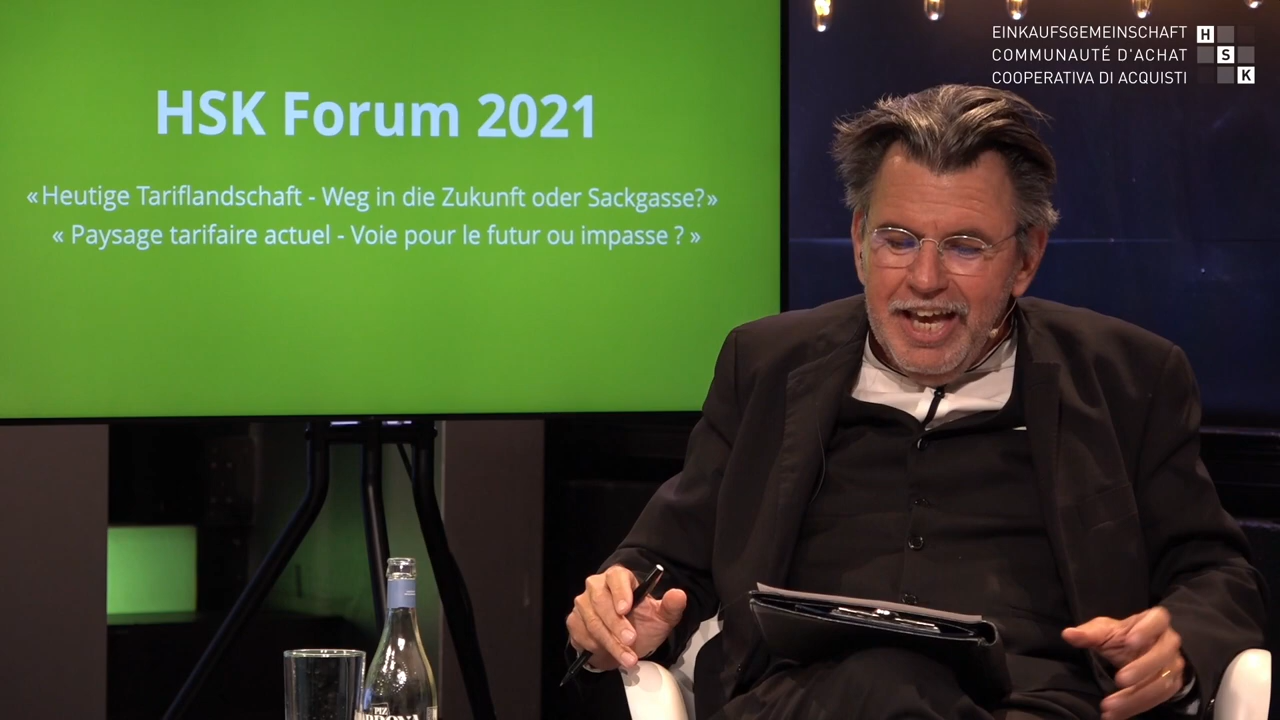 HSK Forum 2021
«Heutige Tariflandschaft - Weg in die Zukunft oder Sackgasse?»
« Paysage tarifaire actuel - Voie pour le futur ou impasse ? »
EINKAUFSGEMEINSCHAFT
COMMUNAUTÉ D'ACHAT
COOPERATIVA DI ACQUISTI
H
S
K
PIZ